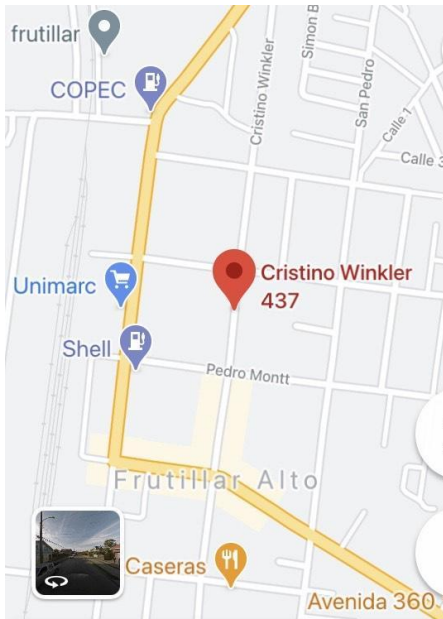 frutillar
COPEC
Cristino Winkler
Simon B
San Pedro
Calle 1
Calle 3
Unimarc
Cristino Winkler
437
Shell
Pedro Montt
Frutillar Alto
Caseras
Avenida 360